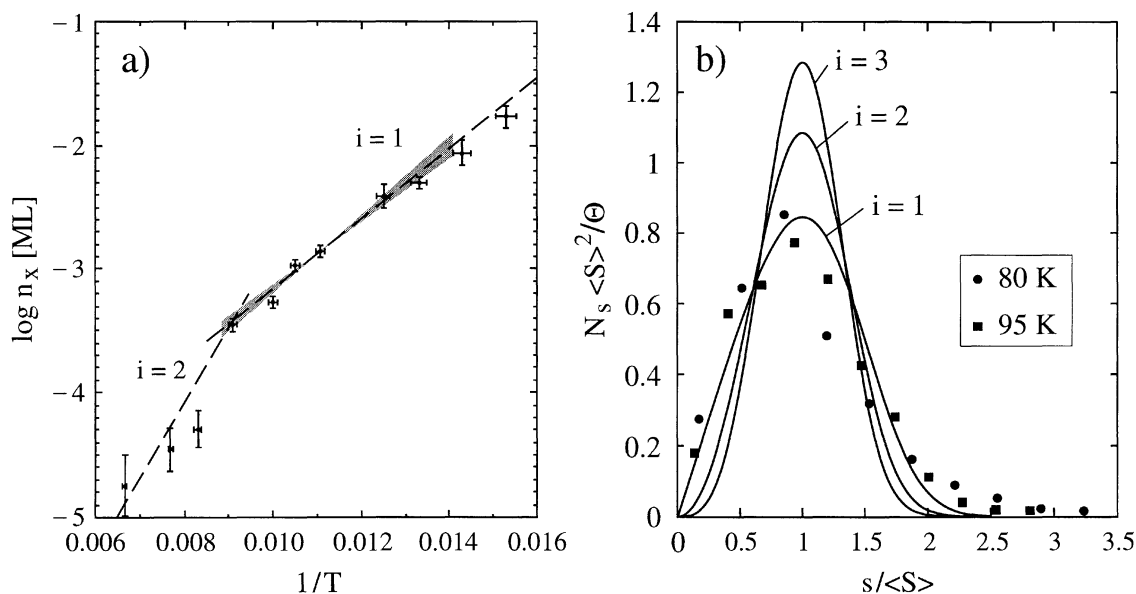 a)
log n_x [ML]
−1
−2
−3
−4
−5
i = 1
i = 2
0.006 0.008 0.010 0.012 0.014 0.016
1/T
b)
N_s <S>²/Θ
1.4
1.2
1
0.8
0.6
0.4
0.2
0
i = 3
i = 2
i = 1
80 K
95 K
0 0.5 1 1.5 2 2.5 3 3.5
s/<S>